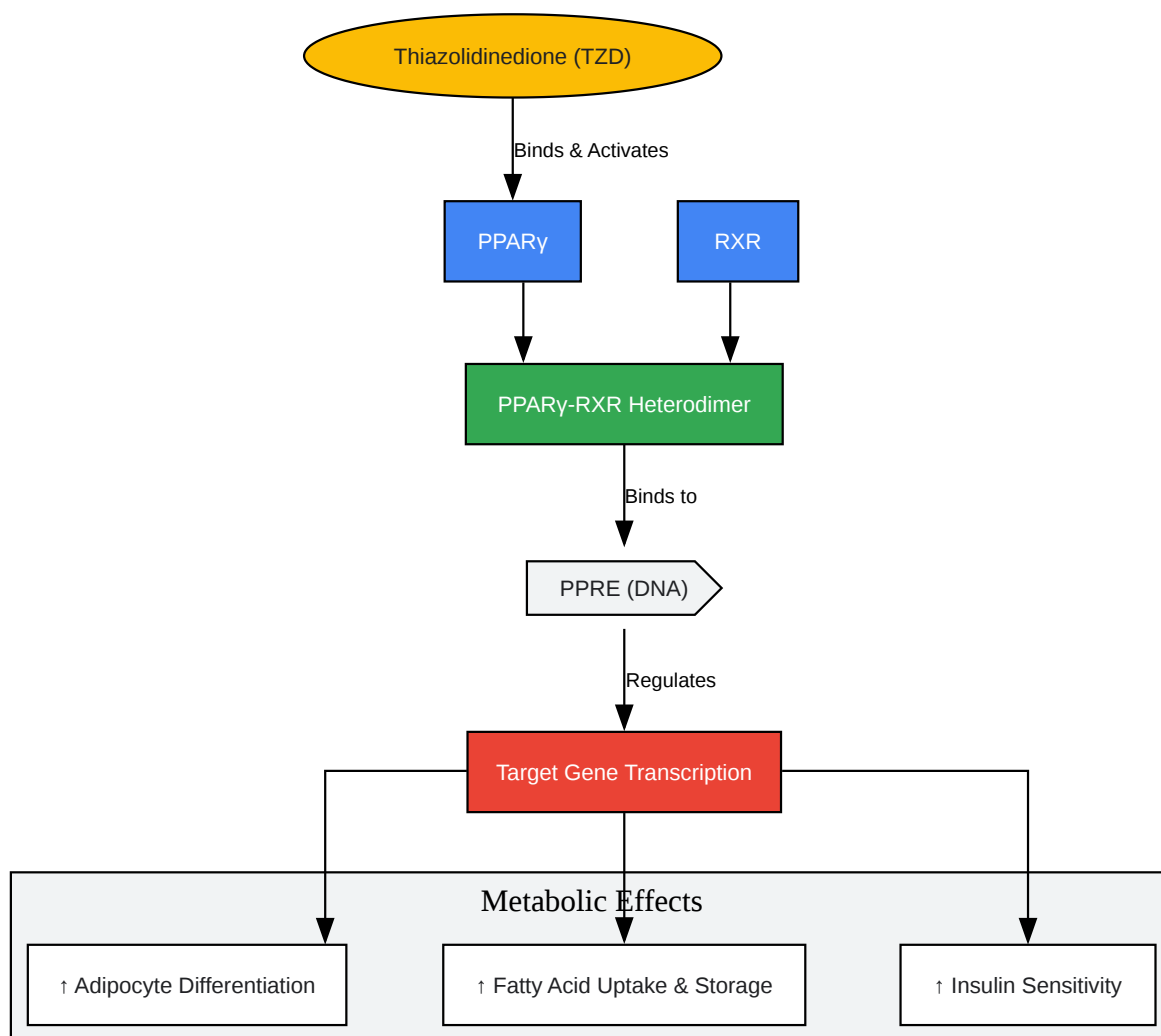 Thiazolidinedione (TZD)
Binds & Activates
PPARγ
RXR
PPARγ-RXR Heterodimer
Binds to
PPRE (DNA)
Regulates
Target Gene Transcription
Metabolic Effects
↑ Adipocyte Differentiation
↑ Fatty Acid Uptake & Storage
↑ Insulin Sensitivity